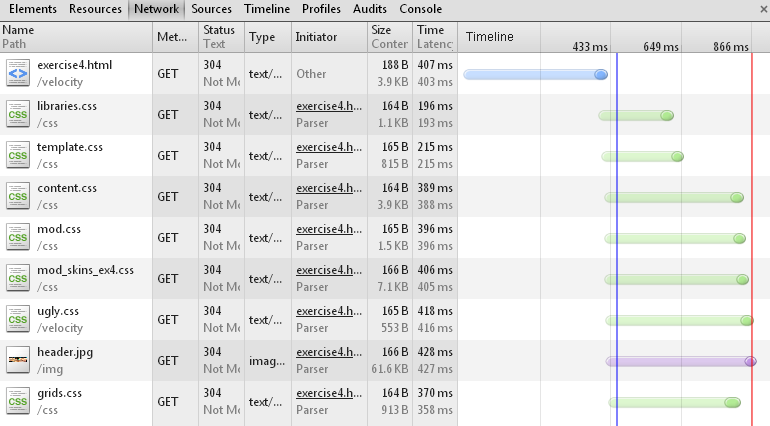 Elements Resources Network Sources Timeline Profiles Audits Console
Name Path Met... Status Text Type Initiator Size Conter Time Latency Timeline 433 ms 649 ms 866 ms
exercise4.html GET 304 text/... Other 188 B 407 ms
/velocity Not Mo 3.9 KB 403 ms
libraries.css GET 304 text/... exercise4.h... 164 B 196 ms
/css Not Mo Parser 1.1 KB 193 ms
template.css GET 304 text/... exercise4.h... 165 B 215 ms
/css Not Mo Parser 815 B 215 ms
content.css GET 304 text/... exercise4.h... 164 B 389 ms
/css Not Mo Parser 3.9 KB 388 ms
mod.css GET 304 text/... exercise4.h... 165 B 396 ms
/css Not Mo Parser 1.5 KB 396 ms
mod_skins_ex4.css GET 304 text/... exercise4.h... 166 B 406 ms
/css Not Mo Parser 7.1 KB 405 ms
ugly.css GET 304 text/... exercise4.h... 165 B 418 ms
/velocity Not Mo Parser 553 B 416 ms
header.jpg GET 304 imag... exercise4.h... 166 B 428 ms
/img Not Mo Parser 61.6 KB 427 ms
grids.css GET 304 text/... exercise4.h... 164 B 370 ms
/css Not Mo Parser 913 B 358 ms
<> CSS CSS CSS CSS CSS CSS CSS